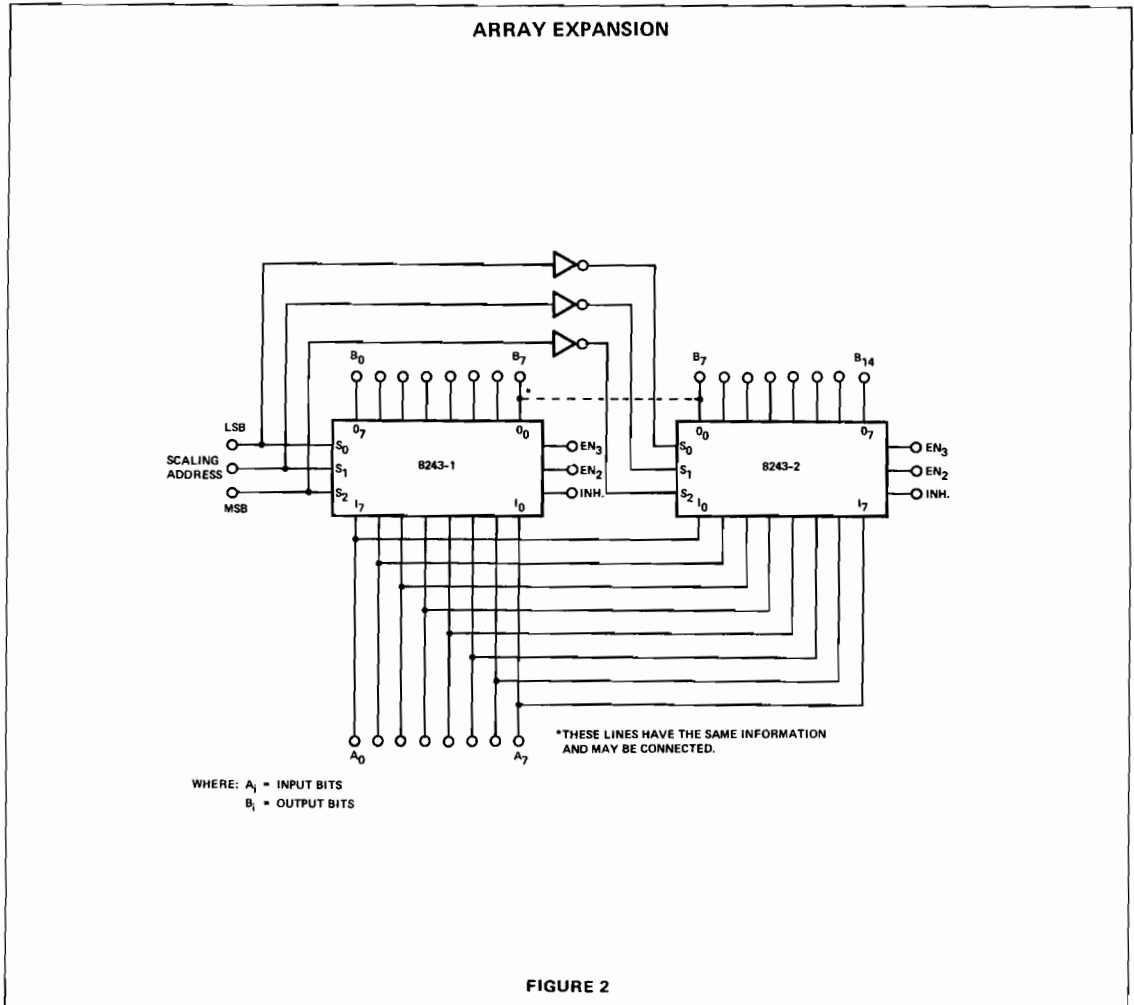 ARRAY EXPANSION
B0 B7 B7 B14
*
LSB
SCALING ADDRESS
MSB
07 00
S0
S1
S2
8243-1
EN3
EN2
INH.
I7 I0
00 07
S0
S1
S2
8243-2
EN3
EN2
INH.
I0 I7
A0 A7
*THESE LINES HAVE THE SAME INFORMATION
AND MAY BE CONNECTED.
WHERE: Ai = INPUT BITS
Bi = OUTPUT BITS
FIGURE 2